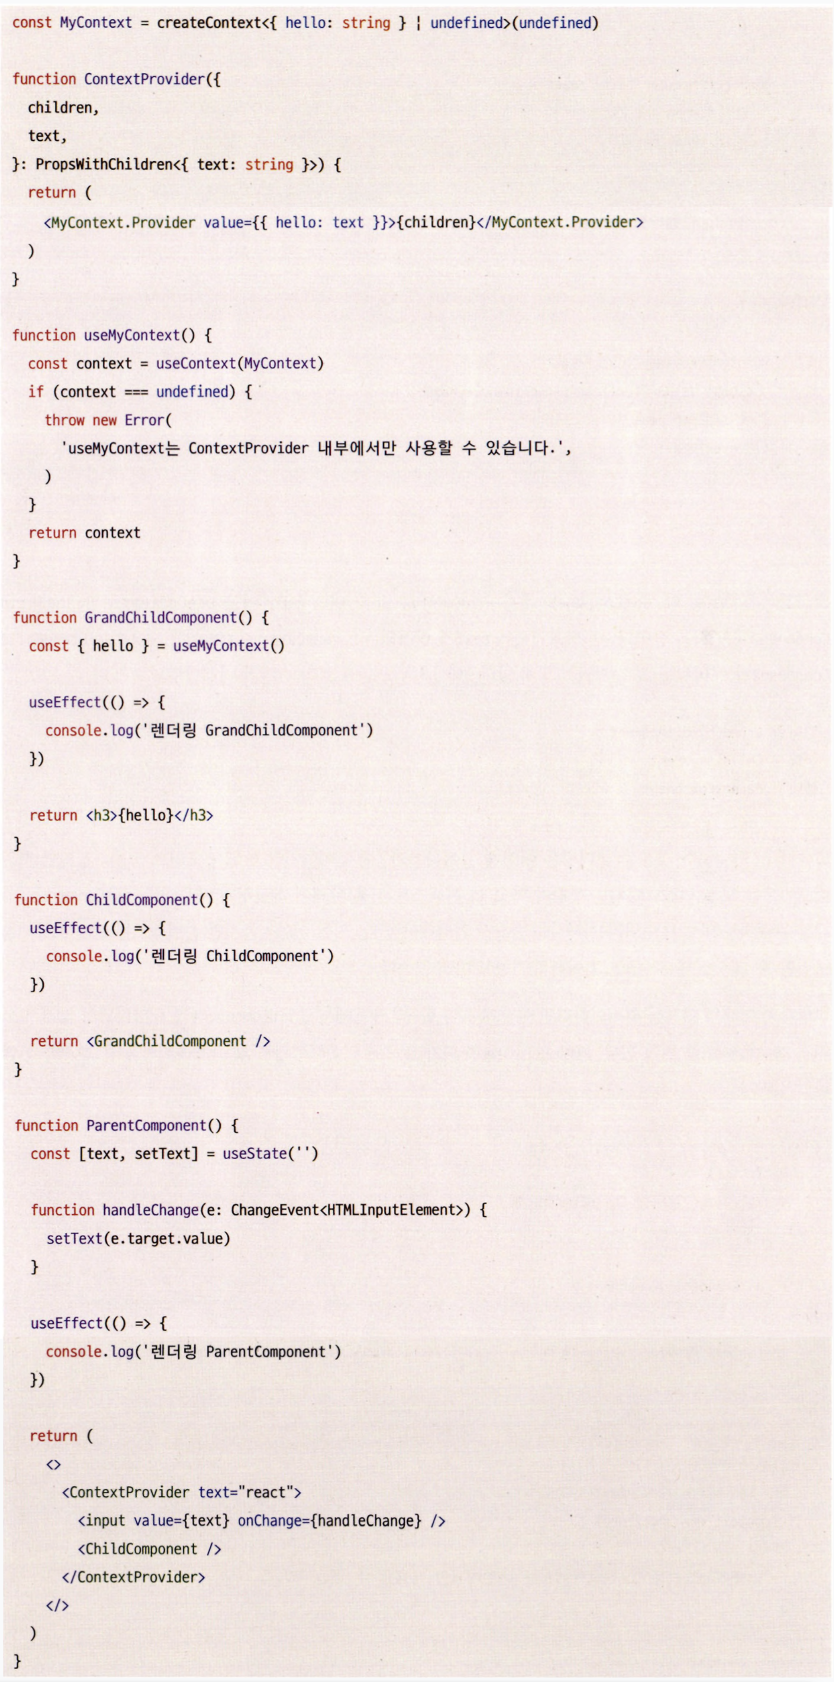 const MyContext = createContext<{ hello: string } | undefined>(undefined)

function ContextProvider({
  children,
  text,
}: PropsWithChildren<{ text: string }>) {
  return (
    <MyContext.Provider value={{ hello: text }}>{children}</MyContext.Provider>
  )
}

function useMyContext() {
  const context = useContext(MyContext)
  if (context === undefined) {
    throw new Error(
      'useMyContext는 ContextProvider 내부에서만 사용할 수 있습니다.',
    )
  }
  return context
}

function GrandChildComponent() {
  const { hello } = useMyContext()

  useEffect(() => {
    console.log('렌더링 GrandChildComponent')
  })

  return <h3>{hello}</h3>
}

function ChildComponent() {
  useEffect(() => {
    console.log('렌더링 ChildComponent')
  })

  return <GrandChildComponent />
}

function ParentComponent() {
  const [text, setText] = useState('')

  function handleChange(e: ChangeEvent<HTMLInputElement>) {
    setText(e.target.value)
  }

  useEffect(() => {
    console.log('렌더링 ParentComponent')
  })

  return (
    <>
      <ContextProvider text="react">
        <input value={text} onChange={handleChange} />
        <ChildComponent />
      </ContextProvider>
    </>
  )
}